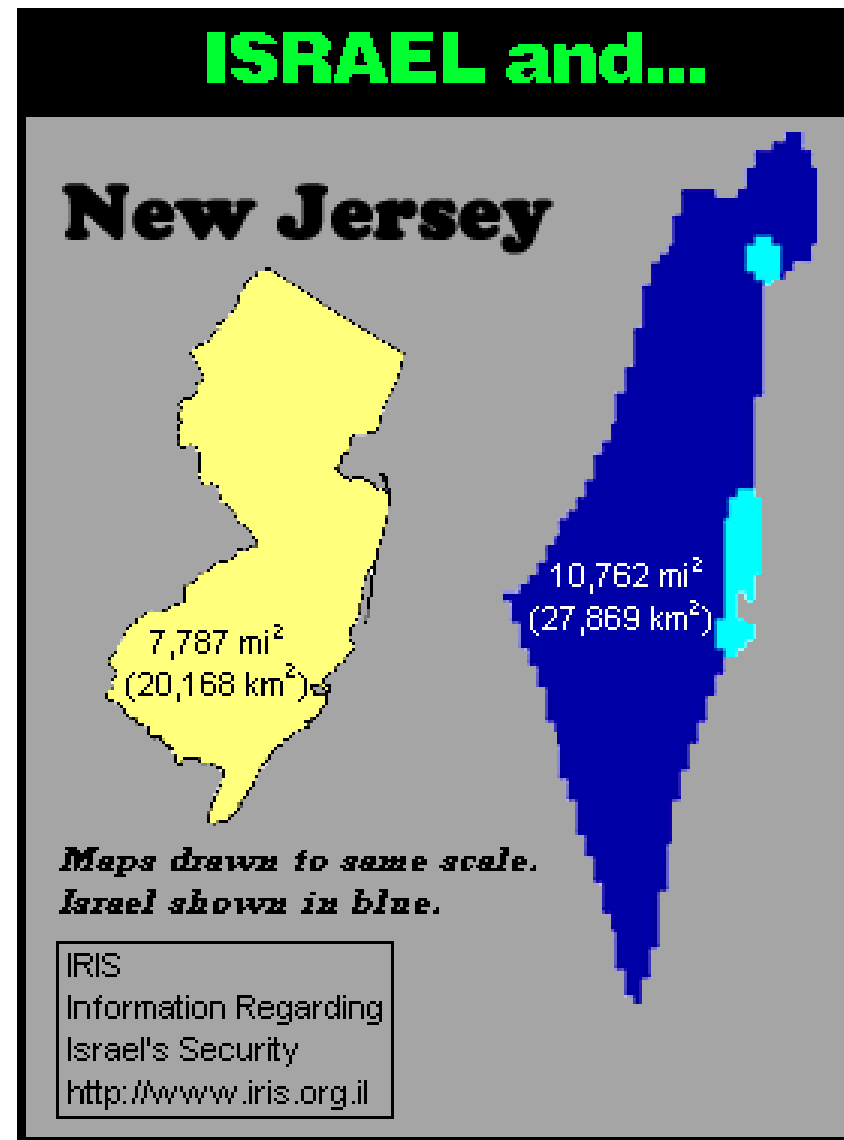 ISRAEL and...
New Jersey
10,762 mi²
(27,869 km²)
7,787 mi²
(20,168 km²)
Maps drawn to same scale.
Israel shown in blue.
IRIS
Information Regarding
Israel's Security
http://www.iris.org.il